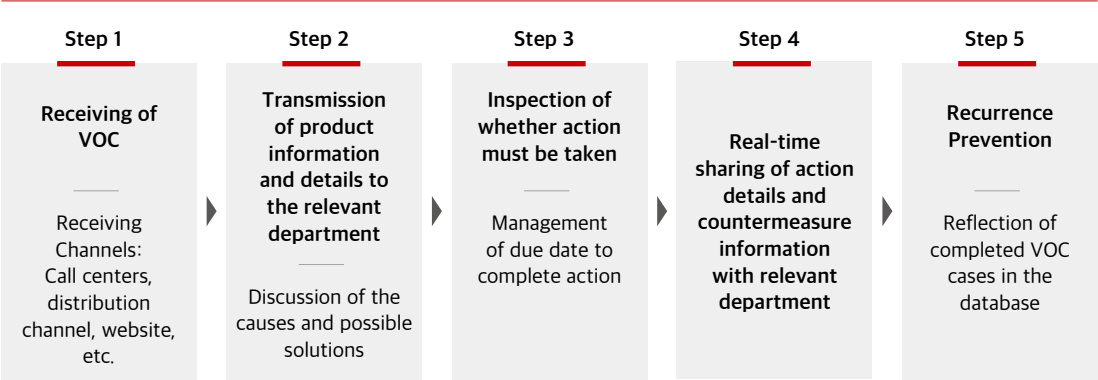 Step 1
Receiving of
VOC
Receiving
Channels:
Call centers,
distribution
channel, website,
etc.
Step 2
Transmission
of product
information
and details to
the relevant
department
Discussion of the
causes and possible
solutions
Step 3
Inspection of
whether action
must be taken
Management
of due date to
complete action
Step 4
Real-time
sharing of action
details and
countermeasure
information
with relevant
department
Step 5
Recurrence
Prevention
Reflection of
completed VOC
cases in the
database